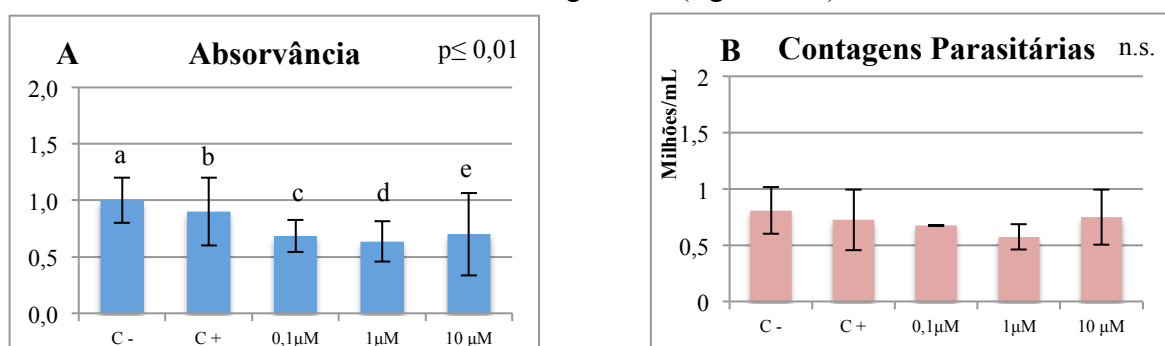 A Absorvância p≤ 0,01
2,0
1,5
1,0
0,5
0,0
a b c d e
C - C + 0,1μM 1μM 10 μM
B Contagens Parasitárias n.s.
Milhões/mL
2
1,5
1
0,5
0
C - C + 0,1μM 1μM 10 μM